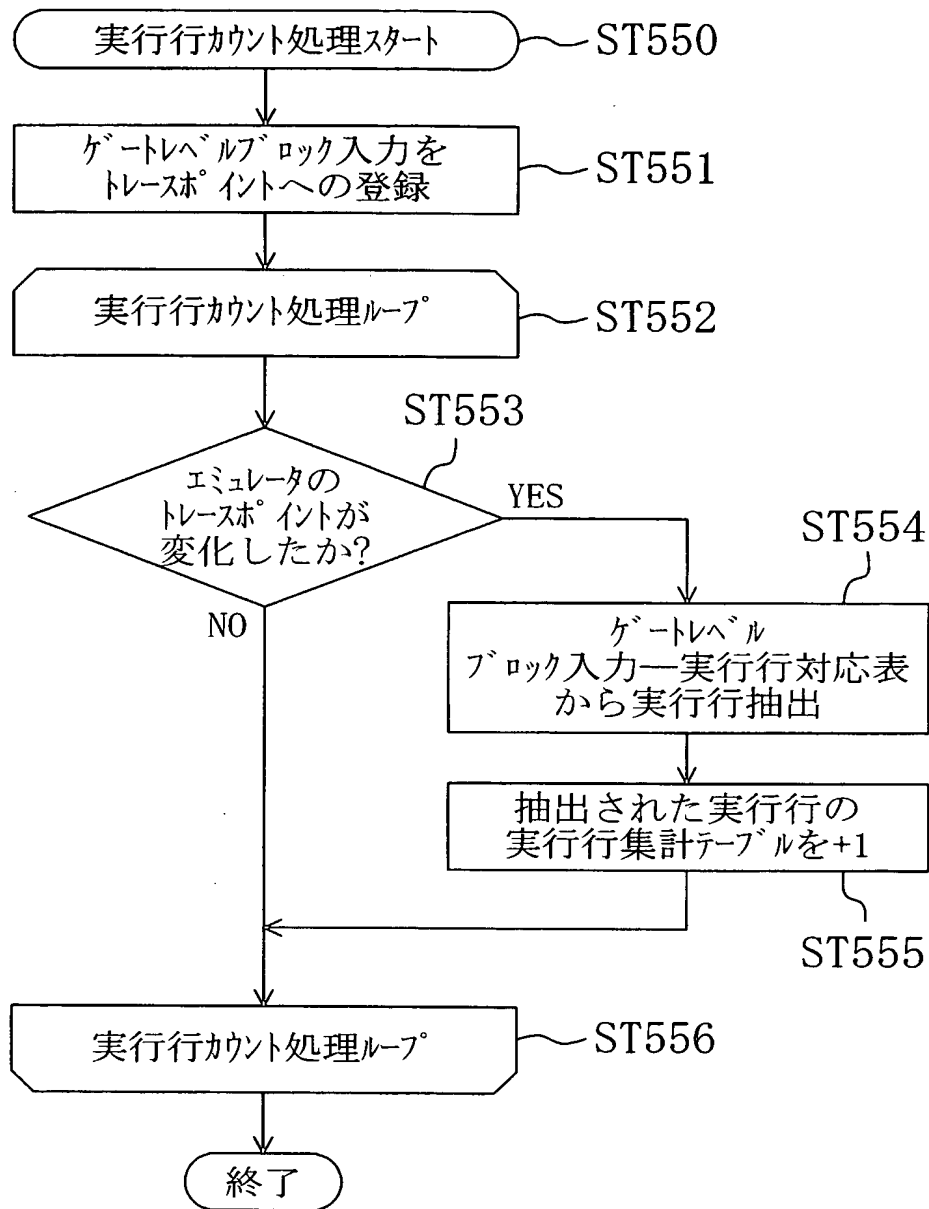 実行行カウント処理スタート
ST550
ゲートレベルブロック入力を
トレースポイントへの登録
ST551
実行行カウント処理ループ
ST552
ST553
エミュレータの
トレースポイントが
変化したか?
YES
NO
ST554
ゲートレベル
ブロック入力―実行行対応表
から実行行抽出
抽出された実行行の
実行行集計テーブルを+1
ST555
実行行カウント処理ループ
ST556
終了